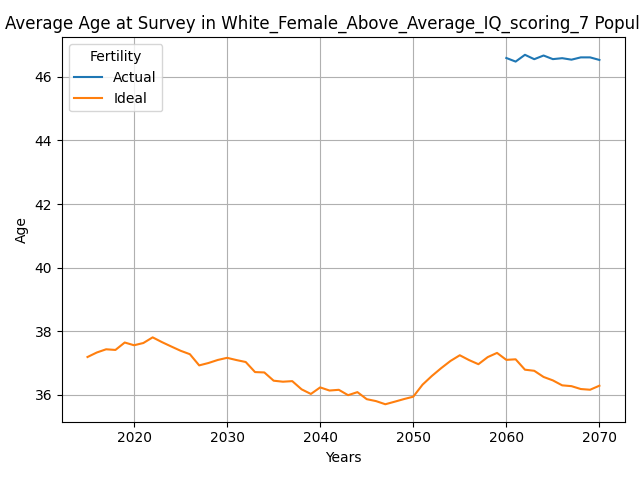 Average Age at Survey in White_Female_Above_Average_IQ_scoring_7 Popul
Fertility
Actual
Ideal
46
44
42
40
38
36
Age
2020 2030 2040 2050 2060 2070
Years